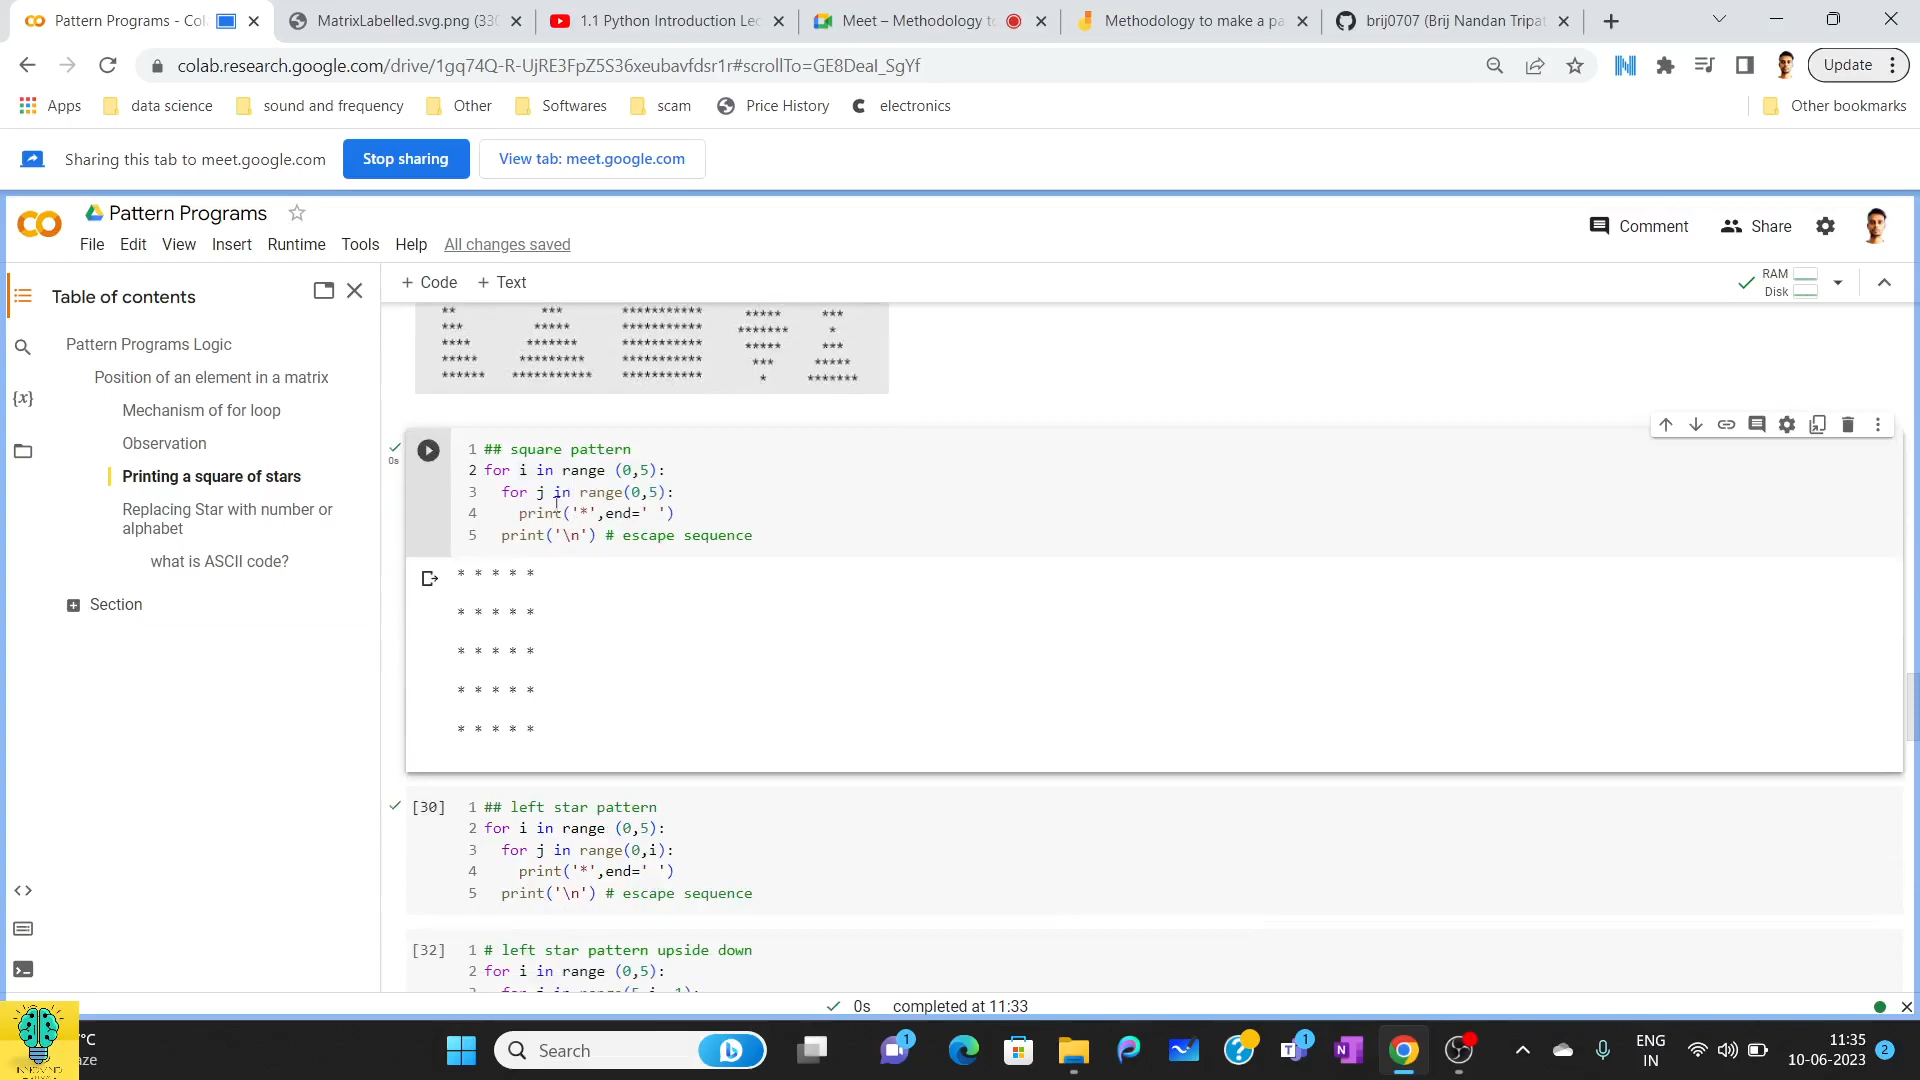 Pattern Programs - Cola
MatrixLabelled.svg.png (330
1.1 Python Introduction Lec
Meet – Methodology to
Methodology to make a pa
brij0707 (Brij Nandan Tripat
colab.research.google.com/drive/1gq74Q-R-UjRE3FpZ5S36xeubavfdsr1r#scrollTo=GE8DeaI_SgYf
Update
Apps
data science
sound and frequency
Other
Softwares
scam
Price History
electronics
Other bookmarks
Sharing this tab to meet.google.com
Stop sharing
View tab: meet.google.com
Pattern Programs
Comment
Share
File Edit View Insert Runtime Tools Help All changes saved
Table of contents
+ Code + Text
RAM
Disk
Pattern Programs Logic
Position of an element in a matrix
Mechanism of for loop
Observation
Printing a square of stars
Replacing Star with number or
alphabet
what is ASCII code?
Section
{x}
** *** *********** ***** ***
*** ***** *********** ******* *
**** ******* *********** ***** ***
***** ********* *********** *** *****
****** *********** *********** * *******
0s
1 ## square pattern
2 for i in range (0,5):
3 for j in range(0,5):
4 print('*',end=' ')
5 print('\n') # escape sequence
* * * * *
* * * * *
* * * * *
* * * * *
* * * * *
[30]
1 ## left star pattern
2 for i in range (0,5):
3 for j in range(0,i):
4 print('*',end=' ')
5 print('\n') # escape sequence
[32]
1 # left star pattern upside down
2 for i in range (0,5):
0s completed at 11:33
°C
Search
1
1
ENG
IN
11:35
10-06-2023
2